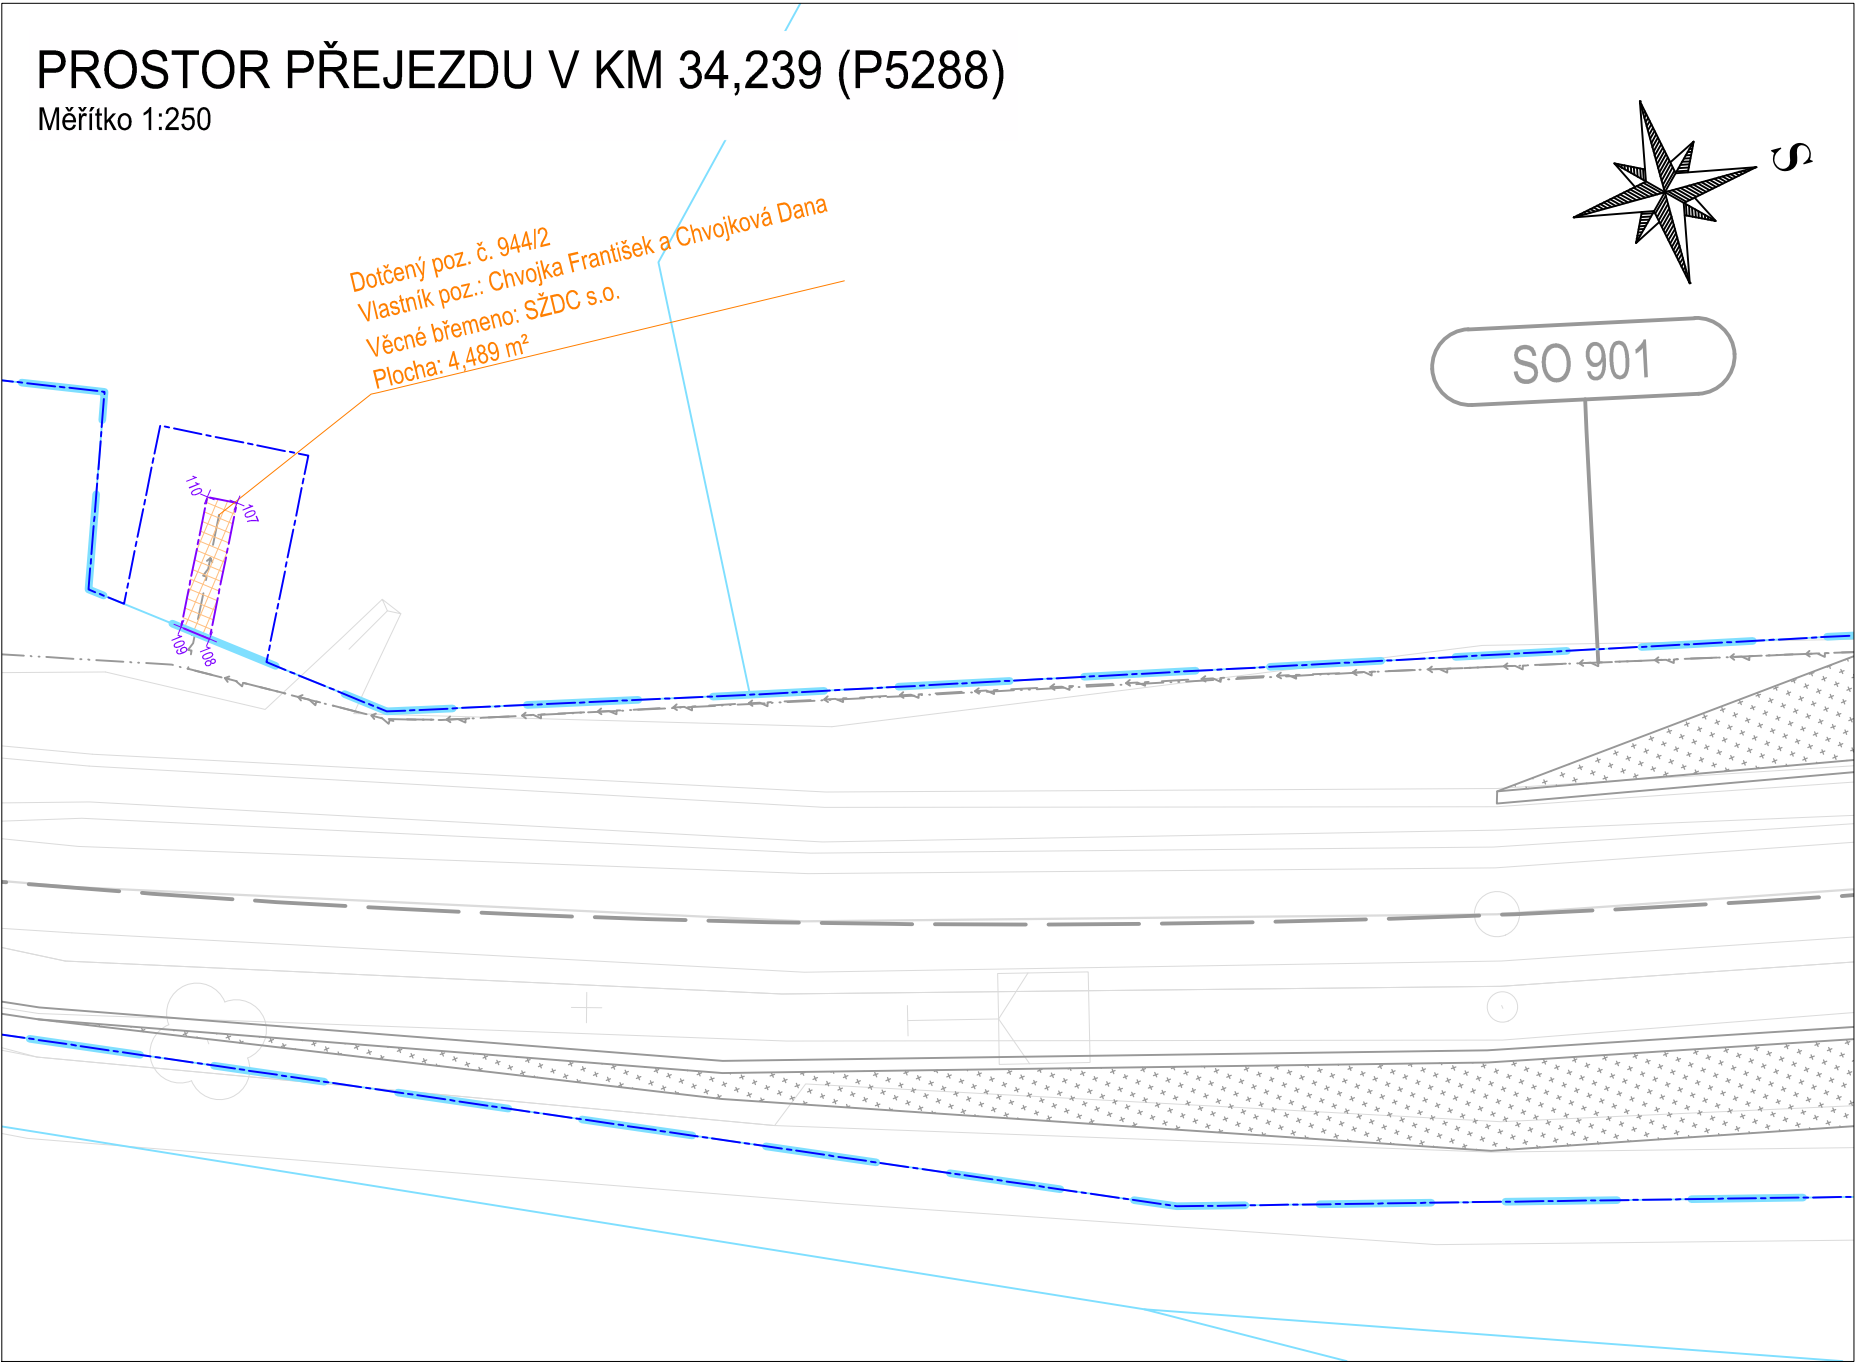 PROSTOR PŘEJEZDU V KM 34,239 (P5288)
Měřítko 1:250
S
Dotčený poz. č. 944/2
Vlastník poz.: Chvojka František a Chvojková Dana
Věcné břemeno: SŽDC s.o.
Plocha: 4,489 m²
SO 901
110
107
109
108